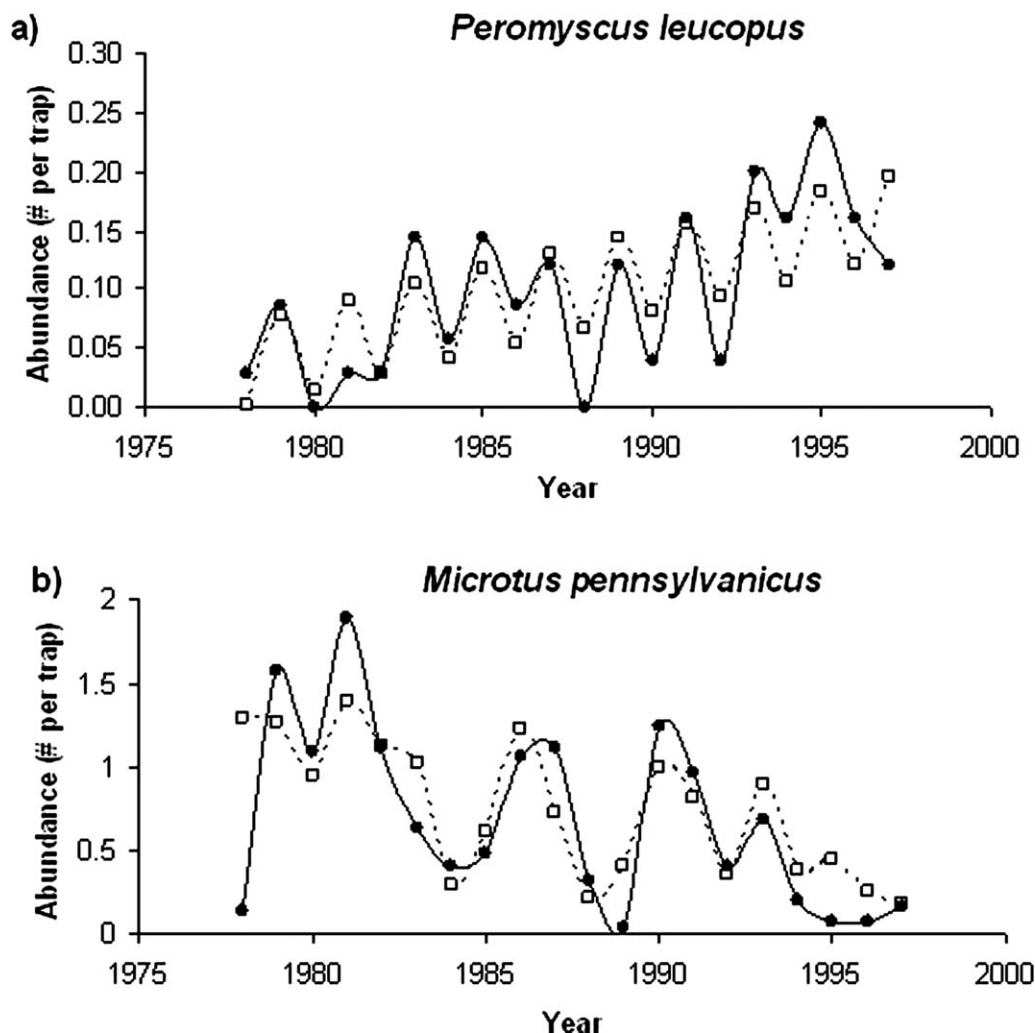 a)
Peromyscus leucopus
Abundance (# per trap)
0.30
0.25
0.20
0.15
0.10
0.05
0.00
1975 1980 1985 1990 1995 2000
Year
b)
Microtus pennsylvanicus
Abundance (# per trap)
2
1.5
1
0.5
0
1975 1980 1985 1990 1995 2000
Year